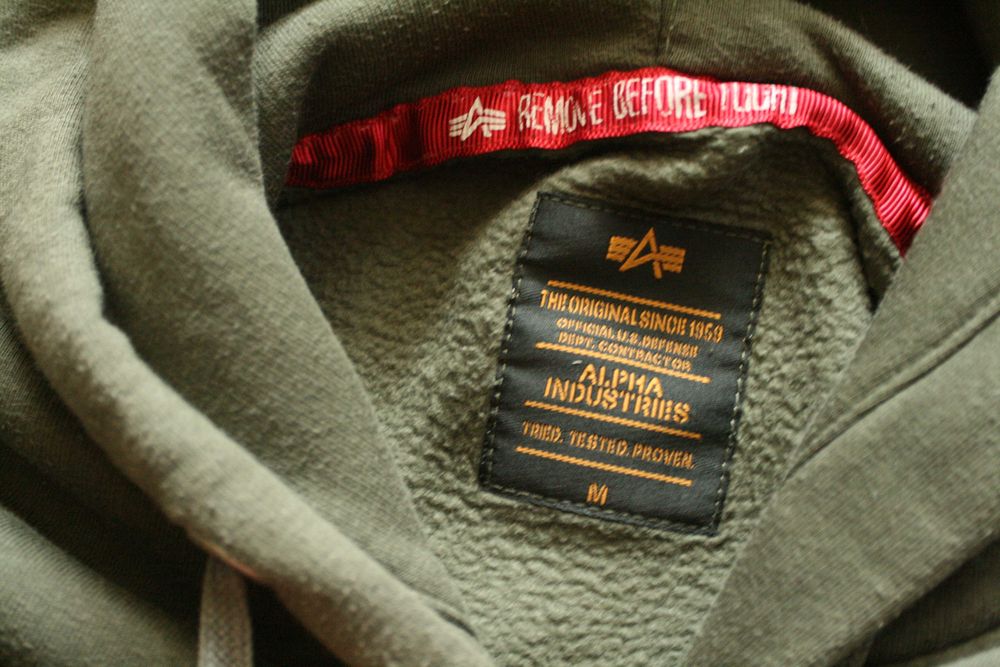 REMOVE BEFORE FLIGHT
THE ORIGINAL SINCE 1959
OFFICIAL U.S. DEFENSE
DEPT. CONTRACTOR
ALPHA
INDUSTRIES
TRIED. TESTED. PROVEN.
M